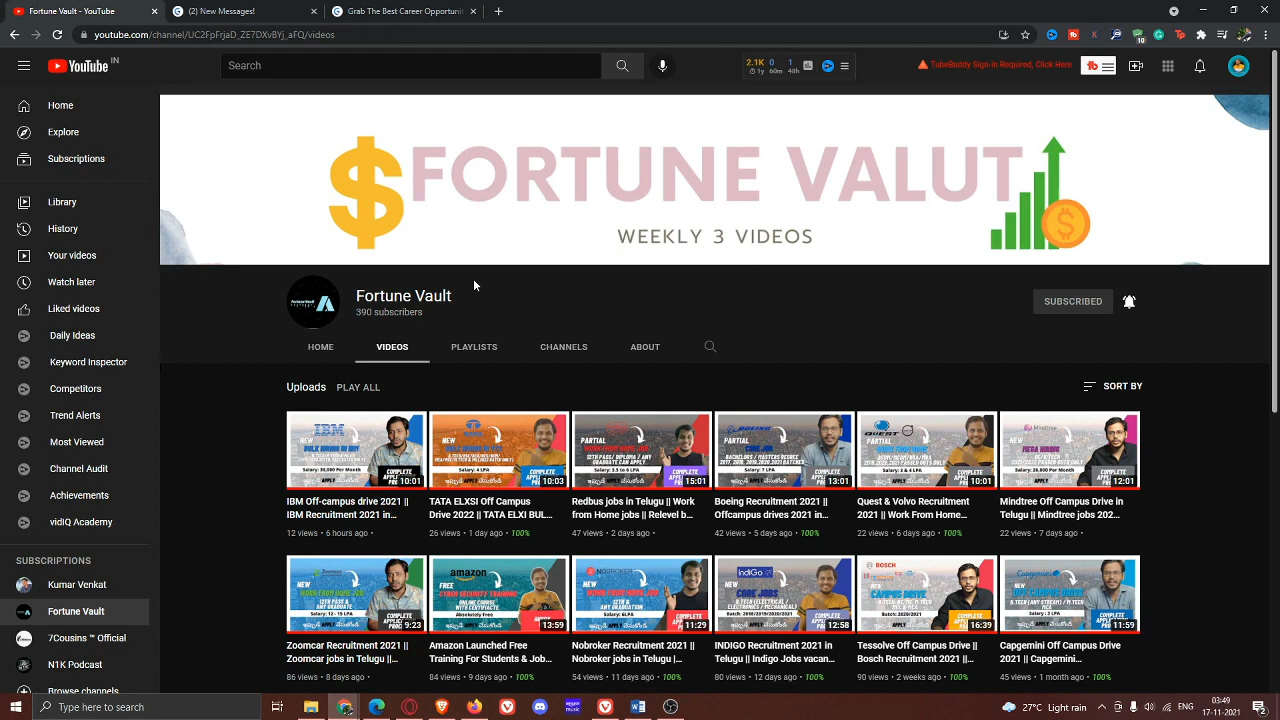 Fortune Vault - YouTube
(2) New Messages!
Grab The Career Opportunit
youtube.com/channel/UC2FpFrjaD_ZE7DXvBYj_aFQ/videos
YouTube IN
Search
2.1K 0 1
1y 60m 48h
TubeBuddy Sign-in Required, Click Here
Home
Explore
Subscriptions
Library
History
Your videos
Watch later
Liked videos
Daily Ideas
Keyword Inspector
Competitors
Trend Alerts
Most Viewed
Channel Audit
Achievements
vidIQ Academy
SUBSCRIPTIONS
Kumar Venkat
Fortune Vault
7Crores ™ Official
N1K Podcast
Browse channels
$FORTUNE VALUT
WEEKLY 3 VIDEOS
Fortune Vault
390 subscribers
SUBSCRIBED
HOME VIDEOS PLAYLISTS CHANNELS ABOUT
Uploads PLAY ALL
SORT BY
10:01
10:03
15:01
13:01
10:01
12:01
IBM Off-campus drive 2021 ||
IBM Recruitment 2021 in...
12 views • 6 hours ago •
TATA ELXSI Off Campus
Drive 2022 || TATA ELXI BUL...
26 views • 1 day ago • 100%
Redbus jobs in Telugu || Work
from Home jobs || Relevel b...
47 views • 2 days ago •
Boeing Recruitment 2021 ||
Offcampus drives 2021 in...
42 views • 5 days ago • 100%
Quest & Volvo Recruitment
2021 || Work From Home...
22 views • 6 days ago • 100%
Mindtree Off Campus Drive in
Telugu || Mindtree jobs 202...
22 views • 7 days ago •
9:23
13:59
11:29
12:58
16:39
11:59
Zoomcar Recruitment 2021 ||
Zoomcar jobs in Telugu ||...
86 views • 8 days ago •
Amazon Launched Free
Training For Students & Job...
84 views • 9 days ago • 100%
Nobroker Recruitment 2021 ||
Nobroker jobs in Telugu |...
54 views • 11 days ago • 100%
INDIGO Recruitment 2021 in
Telugu || Indigo Jobs vacan...
80 views • 12 days ago • 100%
Tessolve Off Campus Drive ||
Bosch Recruitment 2021 ||...
90 views • 2 weeks ago • 100%
Capgemini Off Campus Drive
2021 || Capgemini...
45 views • 1 month ago • 100%
Type here to search
ENG
03:49
17-11-2021